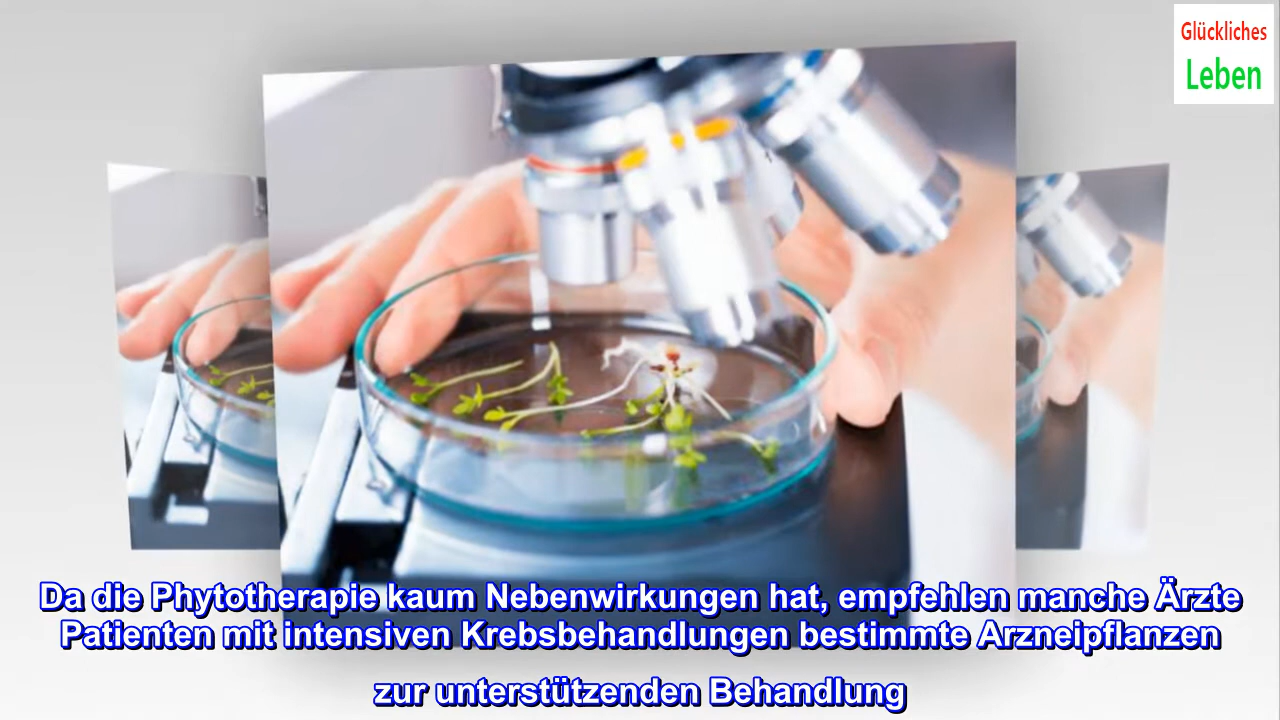 Glückliches
Leben
Da die Phytotherapie kaum Nebenwirkungen hat, empfehlen manche Ärzte
Patienten mit intensiven Krebsbehandlungen bestimmte Arzneipflanzen
zur unterstützenden Behandlung